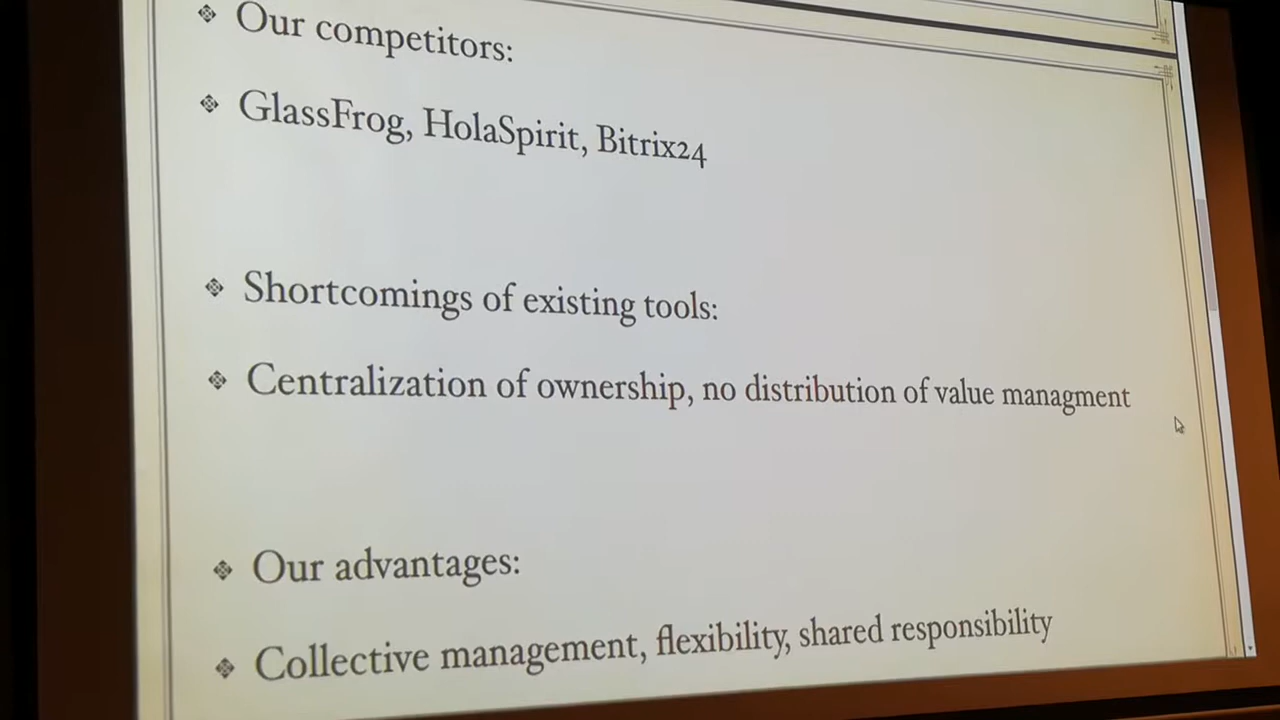 Our competitors:
GlassFrog, HolaSpirit, Bitrix24
Shortcomings of existing tools:
Centralization of ownership, no distribution of value managment
Our advantages:
Collective management, flexibility, shared responsibility